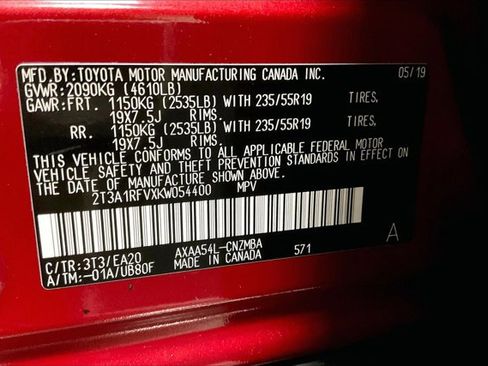 MFD.BY:TOYOTA MOTOR MANUFACTURING CANADA INC. 05/19
GVWR:2090KG (4610LB)
GAWR:FRT. 1150KG (2535LB) WITH 235/55R19 TIRES.
19X7.5J RIMS.
RR. 1150KG (2535LB) WITH 235/55R19 TIRES.
19X7.5J RIMS.
THIS VEHICLE CONFORMS TO ALL APPLICABLE FEDERAL MOTOR
VEHICLE SAFETY AND THEFT PREVENTION STANDARDS IN EFFECT ON
THE DATE OF MANUFACTURE SHOWN ABOVE.
2T3A1RFVXKW054400 MPV
C/TR:3T3/EA20 AXAA54L-CNZMBA 571
A/TM:-01A/UB80F MADE IN CANADA A